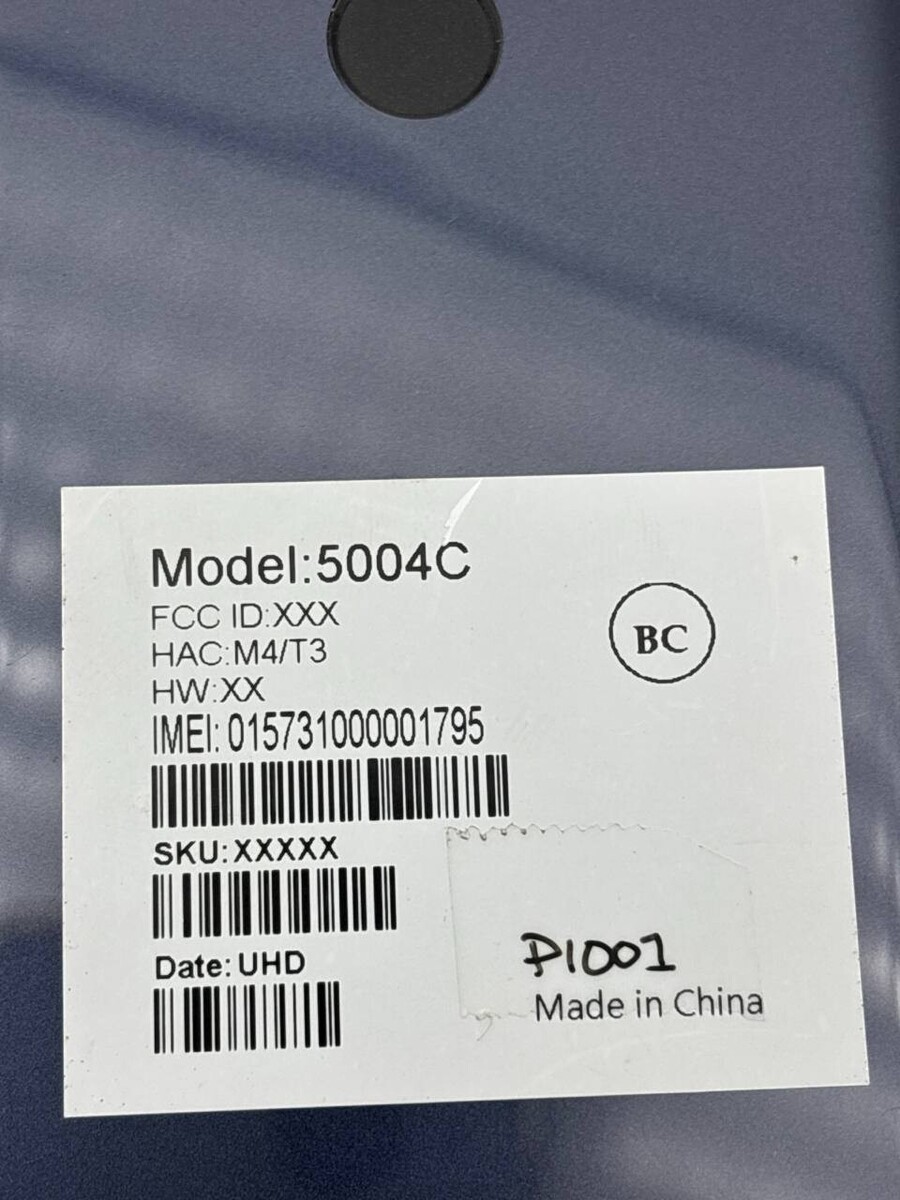 Model:5004C
FCC ID:XXX
HAC:M4/T3
HW:XX
BC
IMEI: 015731000001795
SKU:XXXXX
Date:UHD
P1001
Made in China